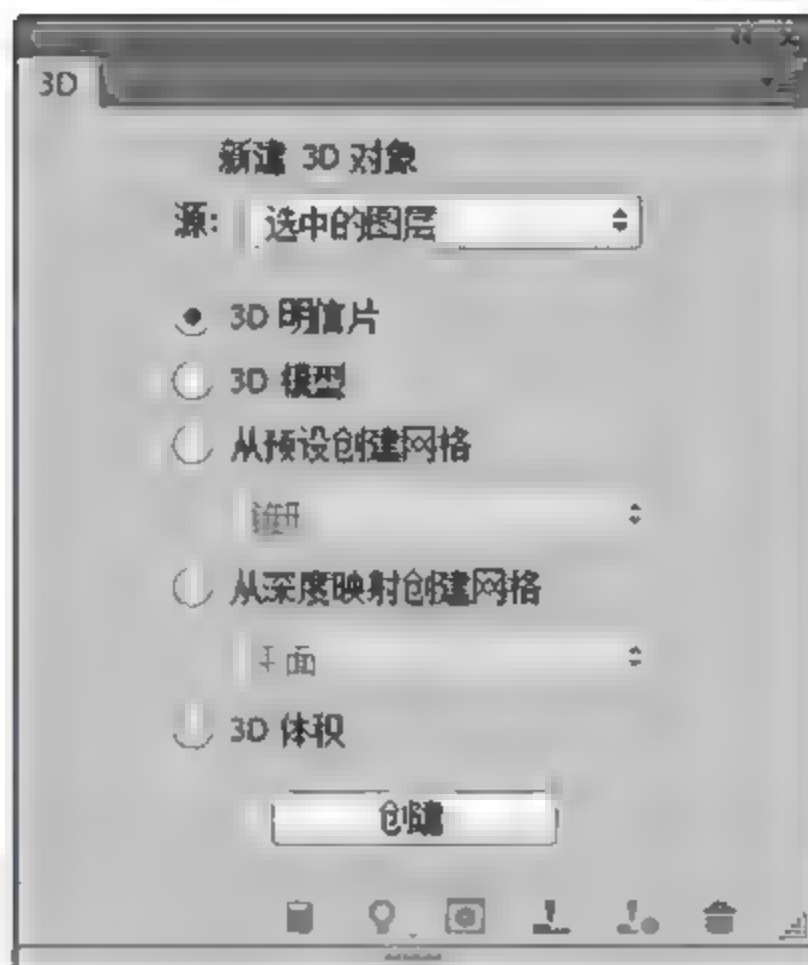 3D
新建 3D 对象
源: 选中的图层
3D 明信片
3D 模型
从预设创建网格
锥形
从深度映射创建网格
平面
3D 体积
创建